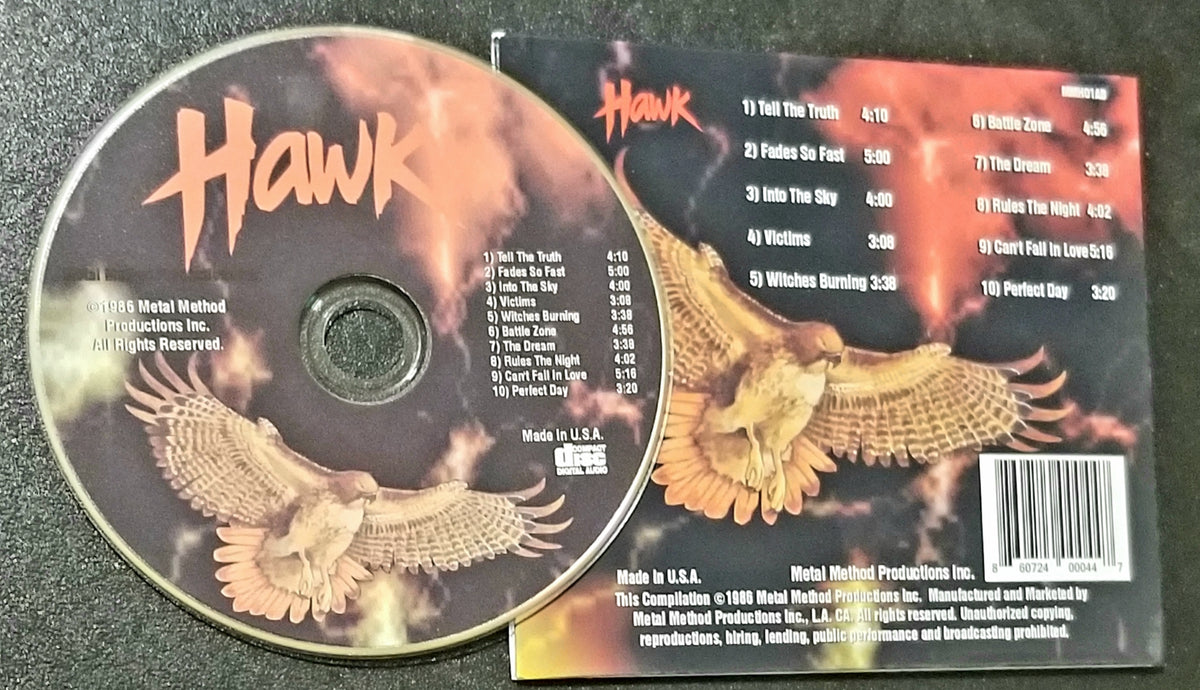 Hawk
©1986 Metal Method
Productions Inc.
All Rights Reserved.
1) Tell The Truth 4:10
2) Fades So Fast 5:00
3) Into The Sky 4:00
4) Victims 3:08
5) Witches Burning 3:38
6) Battle Zone 4:56
7) The Dream 3:38
8) Rules The Night 4:02
9) Can't Fall In Love 5:16
10) Perfect Day 3:20
Made In U.S.A.
COMPACT
disc
DIGITAL AUDIO
Hawk
1) Tell The Truth 4:10
2) Fades So Fast 5:00
3) Into The Sky 4:00
4) Victims 3:08
5) Witches Burning 3:38
6) Battle Zone 4:56
7) The Dream 3:38
8) Rules The Night 4:02
9) Can't Fall In Love 5:16
10) Perfect Day 3:20
8 60724 00044 7
Made In U.S.A. Metal Method Productions Inc.
This Compilation ©1986 Metal Method Productions Inc. Manufactured and Marketed by
Metal Method Productions Inc., L.A. CA. All rights reserved. Unauthorized copying,
reproductions, hiring, lending, public performance and broadcasting prohibited.